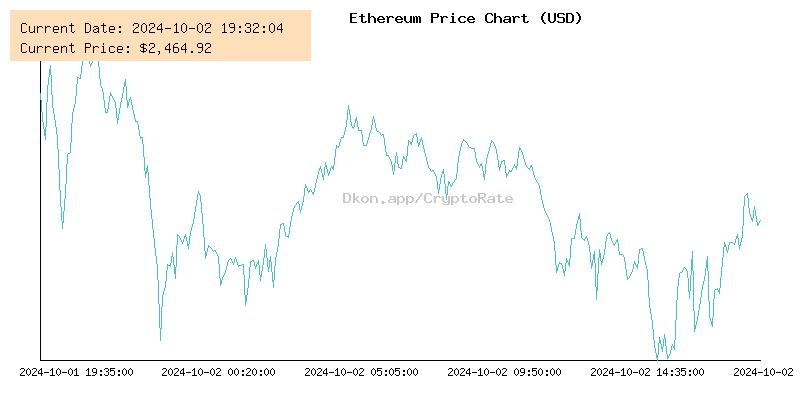 Ethereum Price Chart (USD)
Current Date: 2024-10-02 19:32:04
Current Price: $2,464.92
Dkon.app/CryptoRate
2024-10-01 19:35:00 2024-10-02 00:20:00 2024-10-02 05:05:00 2024-10-02 09:50:00 2024-10-02 14:35:00 2024-10-02